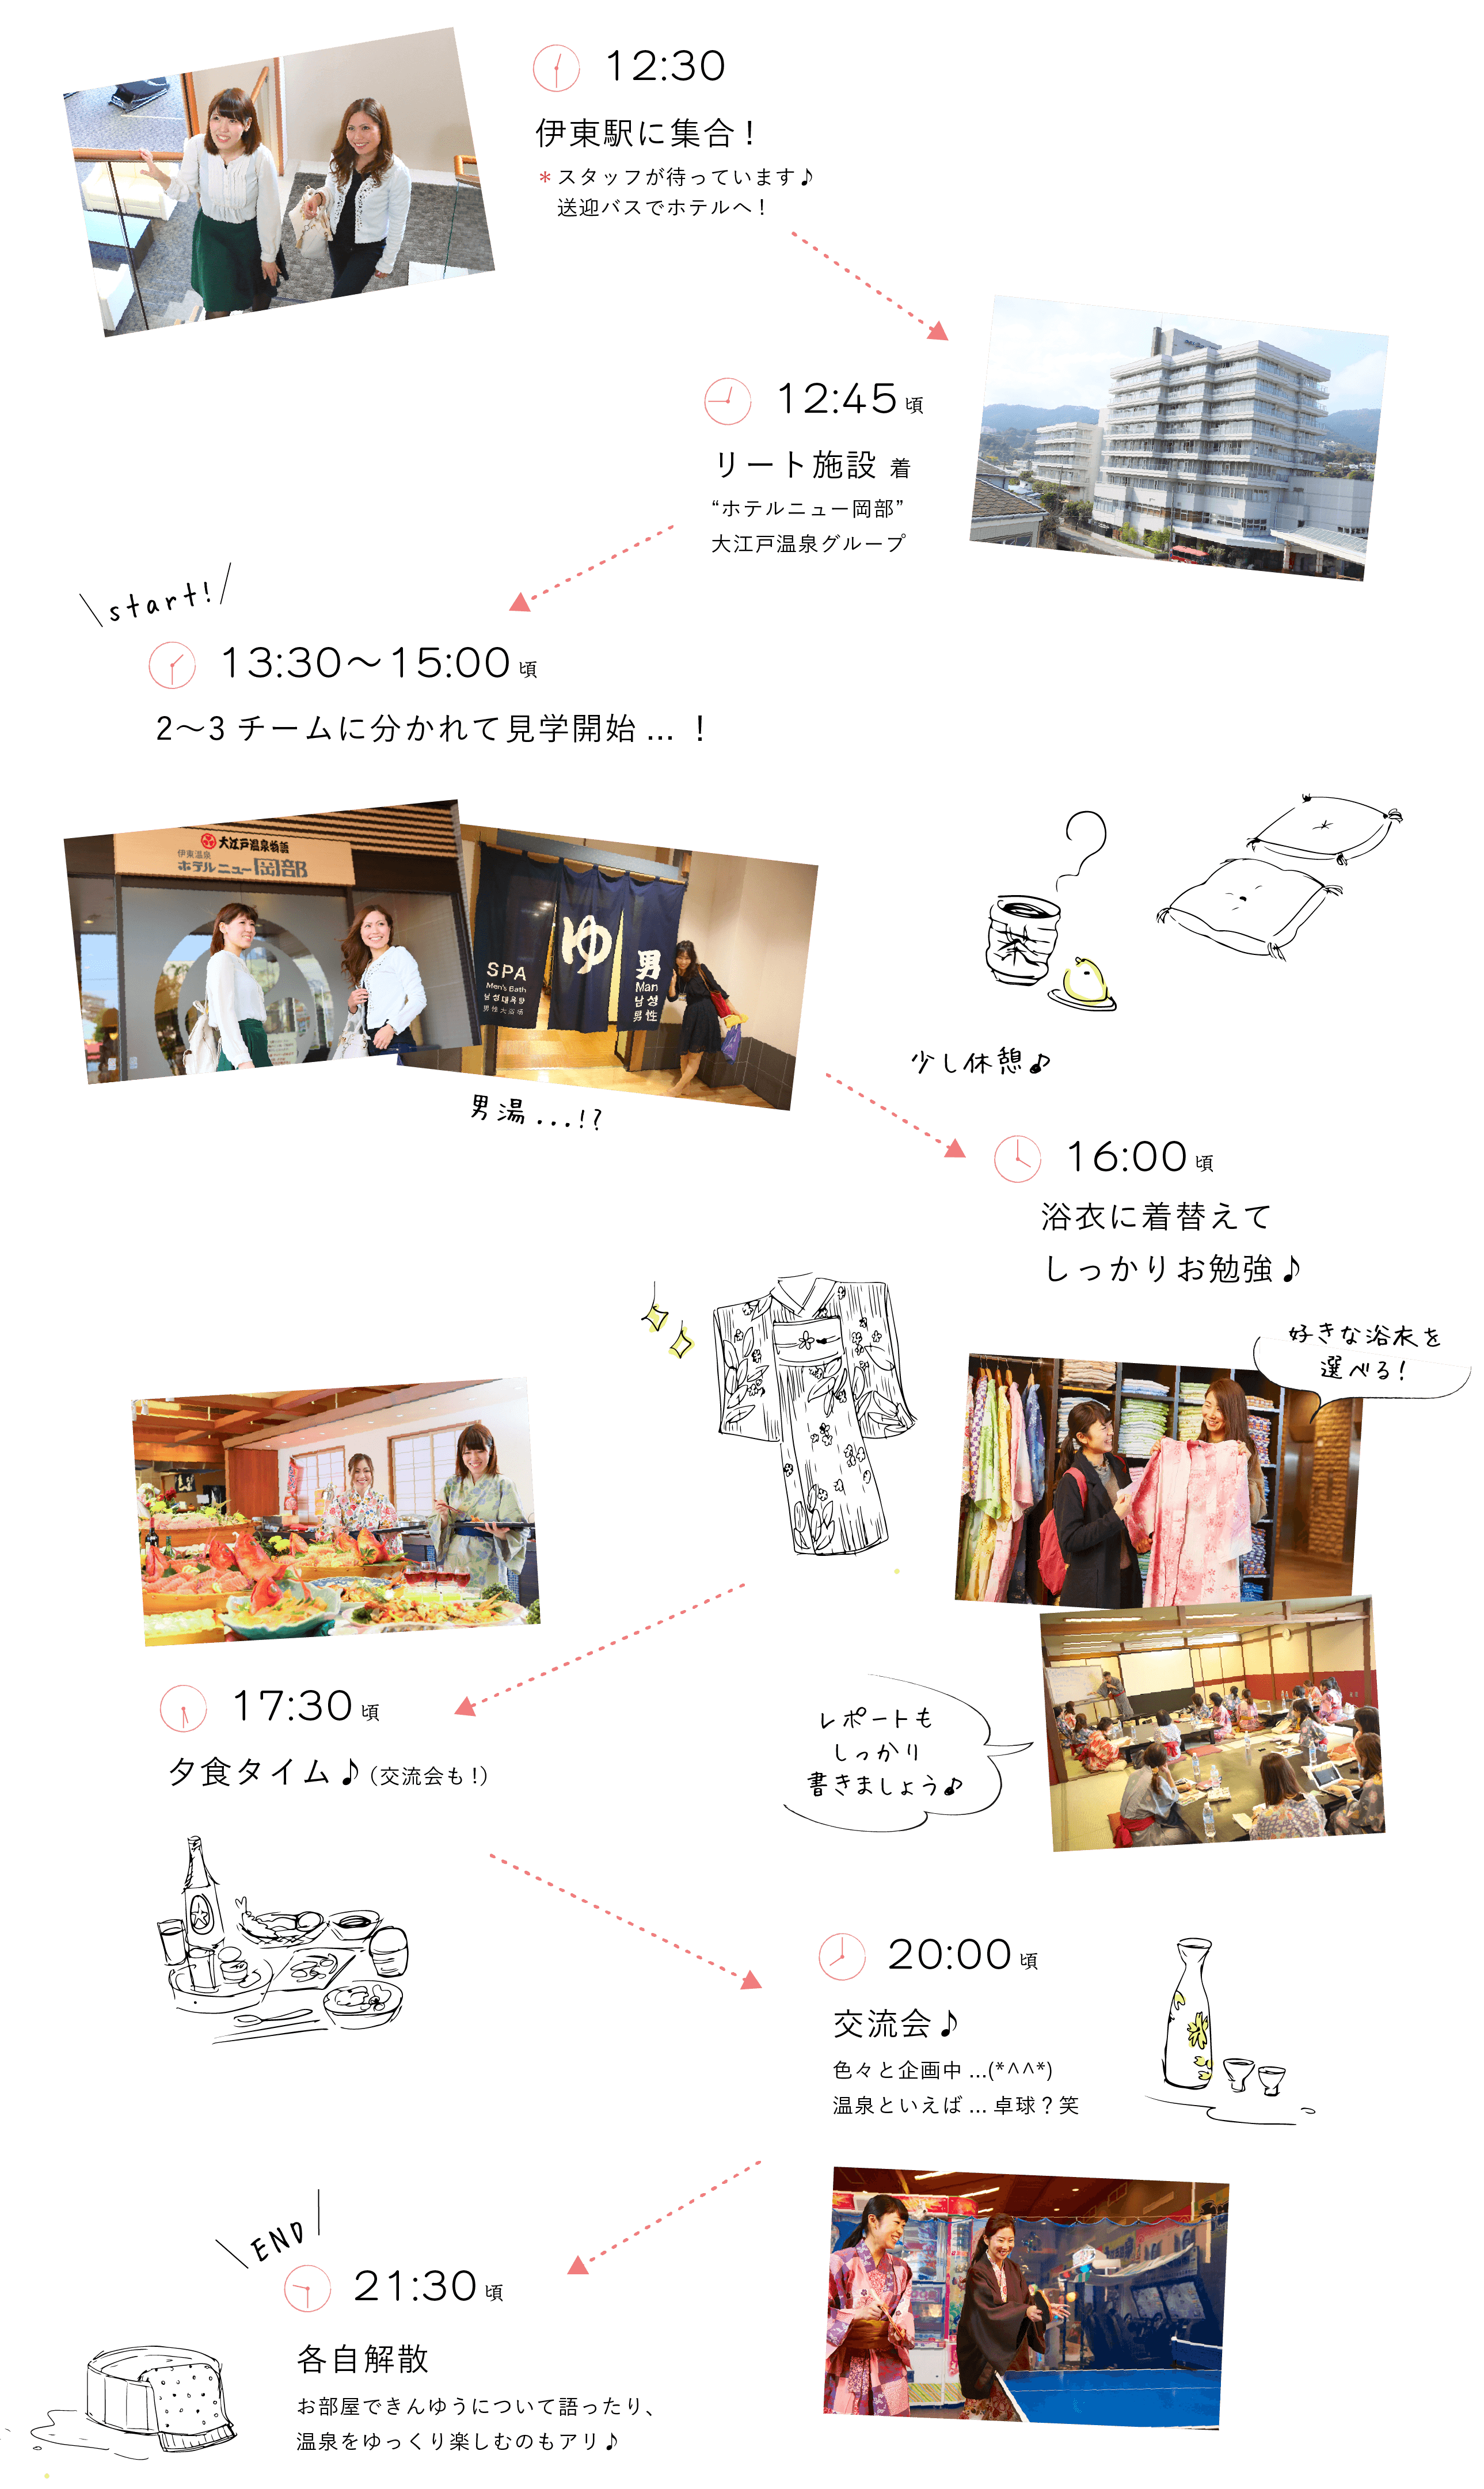 12:30
伊東駅に集合！
＊スタッフが待っています♪
送迎バスでホテルへ！
12:45頃
リート施設 着
“ホテルニュー岡部”
大江戸温泉グループ
start!
13:30〜15:00頃
2〜3 チームに分かれて見学開始 ... ！
大江戸温泉物語
伊東温泉
ホテルニュー岡部
ゆ
SPA
Men's Bath
男性大浴場
男
Man
남성
男性
男湯...!?
少し休憩♪
16:00頃
浴衣に着替えて
しっかりお勉強♪
好きな浴衣を
選べる！
17:30頃
夕食タイム♪（交流会も！）
レポートも
しっかり
書きましょう♪
20:00頃
交流会♪
色々と企画中 ...(*^^*)
温泉といえば ... 卓球？笑
END
21:30頃
各自解散
お部屋できんゆうについて語ったり、
温泉をゆっくり楽しむのもアリ♪